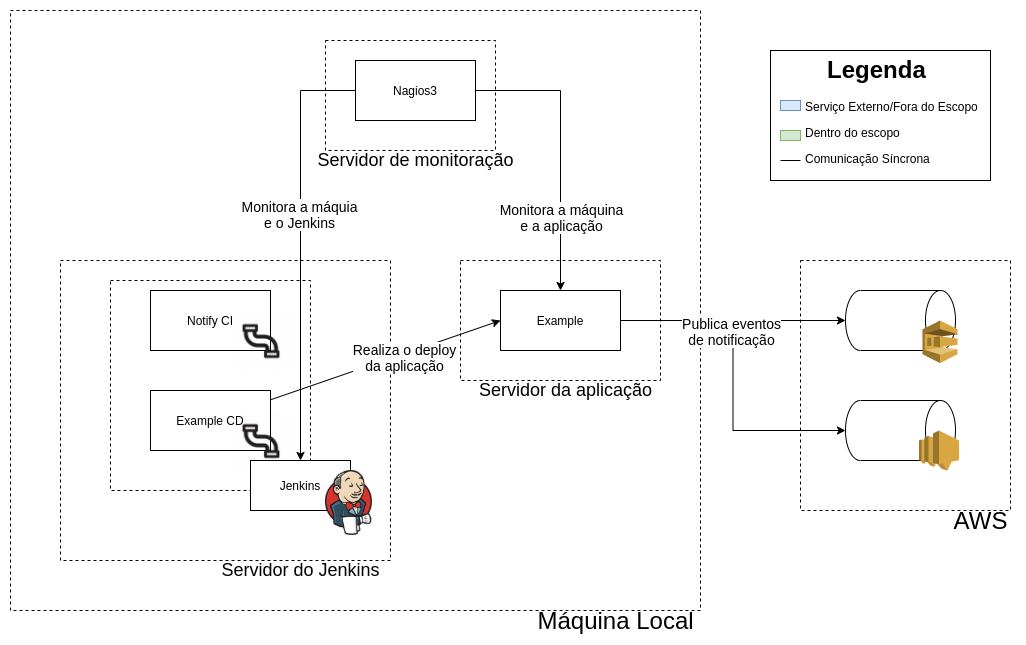 Nagios3
Servidor de monitoração
Legenda
Serviço Externo/Fora do Escopo
Dentro do escopo
Comunicação Síncrona
Monitora a máquia
e o Jenkins
Monitora a máquina
e a aplicação
Notify CI
Example
Realiza o deploy
da aplicação
Publica eventos
de notificação
Servidor da aplicação
Example CD
Jenkins
Servidor do Jenkins
AWS
Máquina Local